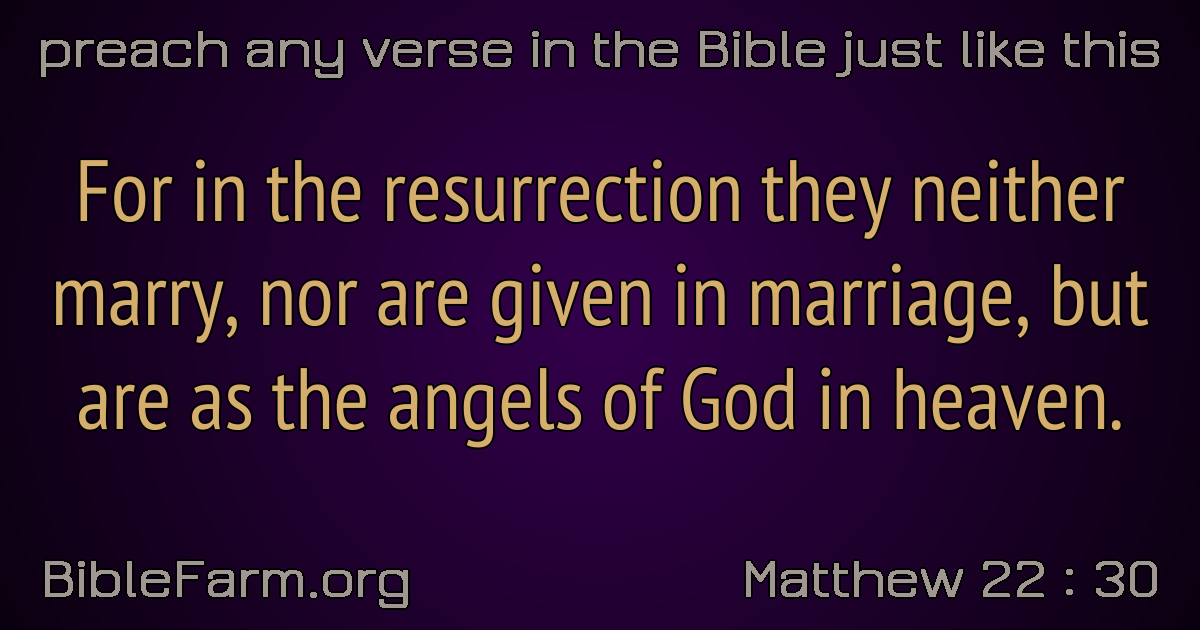 preach any verse in the Bible just like this
For in the resurrection they neither
marry, nor are given in marriage, but
are as the angels of God in heaven.
BibleFarm.org
Matthew 22 : 30